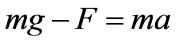 mg − F = ma